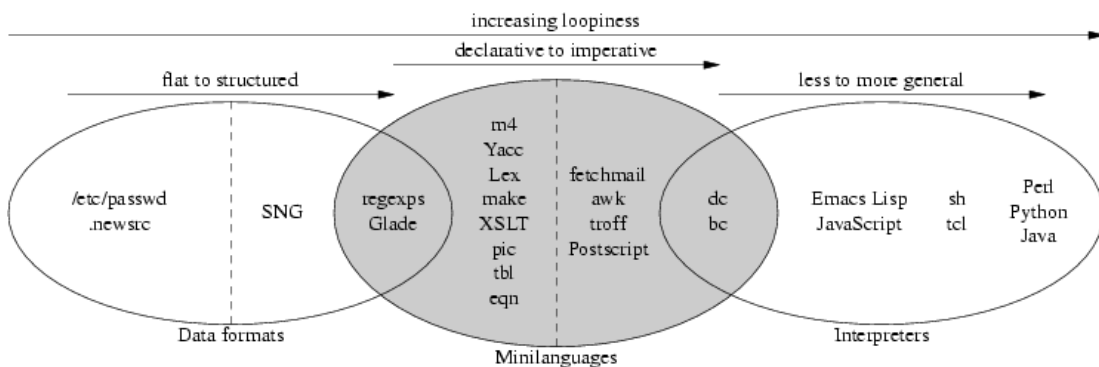 increasing loopiness
declarative to imperative
flat to structured
less to more general
/etc/passwd
.newsrc
SNG
regexps
Glade
m4
Yacc
Lex
make
XSLT
pic
tbl
eqn
fetchmail
awk
troff
Postscript
dc
bc
Emacs Lisp
JavaScript
sh
tcl
Perl
Python
Java
Data formats
Minilanguages
Interpreters